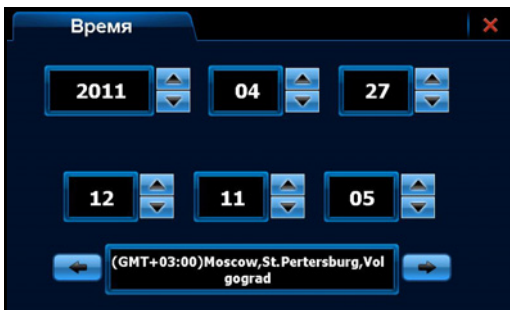 Время
2011 04 27
12 11 05
(GMT+03:00)Moscow,St.Pertersburg,Vol
gograd